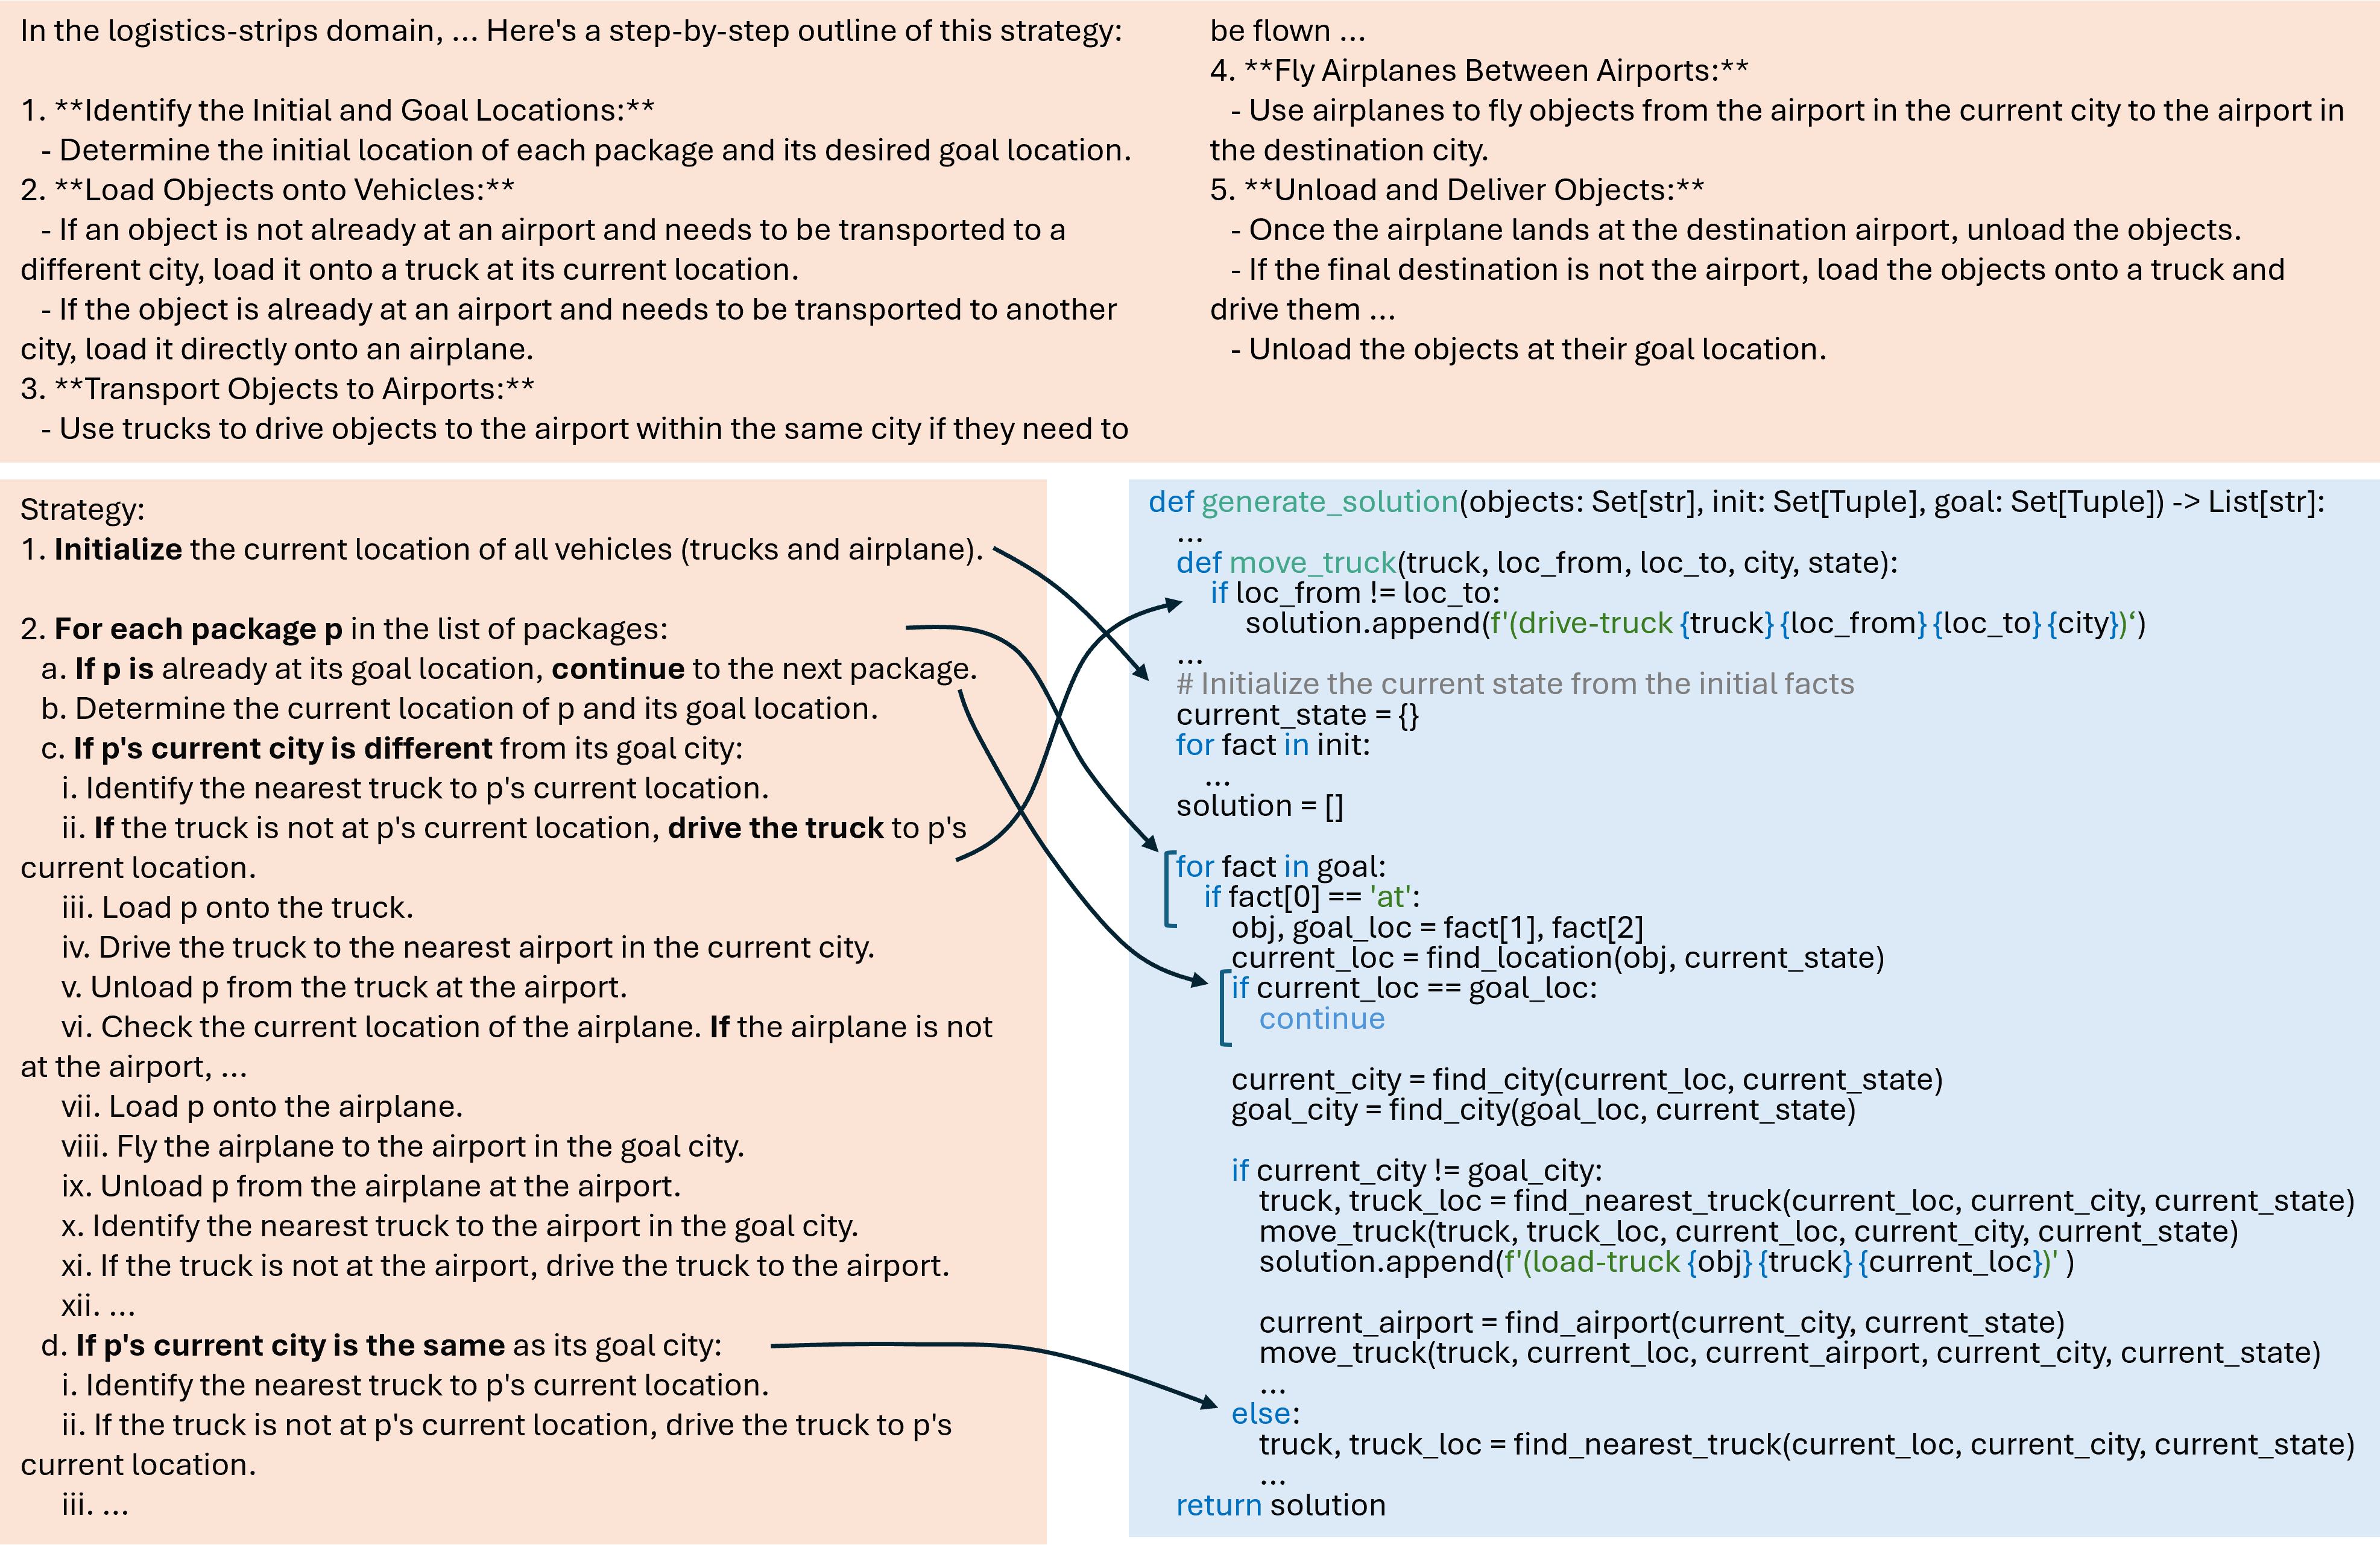 In the logistics-strips domain, ... Here's a step-by-step outline of this strategy:
1. **Identify the Initial and Goal Locations:**
- Determine the initial location of each package and its desired goal location.
2. **Load Objects onto Vehicles:**
- If an object is not already at an airport and needs to be transported to a
different city, load it onto a truck at its current location.
- If the object is already at an airport and needs to be transported to another
city, load it directly onto an airplane.
3. **Transport Objects to Airports:**
- Use trucks to drive objects to the airport within the same city if they need to
be flown ...
4. **Fly Airplanes Between Airports:**
- Use airplanes to fly objects from the airport in the current city to the airport in
the destination city.
5. **Unload and Deliver Objects:**
- Once the airplane lands at the destination airport, unload the objects.
- If the final destination is not the airport, load the objects onto a truck and
drive them ...
- Unload the objects at their goal location.
Strategy:
1. Initialize the current location of all vehicles (trucks and airplane).
2. For each package p in the list of packages:
a. If p is already at its goal location, continue to the next package.
b. Determine the current location of p and its goal location.
c. If p's current city is different from its goal city:
i. Identify the nearest truck to p's current location.
ii. If the truck is not at p's current location, drive the truck to p's
current location.
iii. Load p onto the truck.
iv. Drive the truck to the nearest airport in the current city.
v. Unload p from the truck at the airport.
vi. Check the current location of the airplane. If the airplane is not
at the airport, ...
vii. Load p onto the airplane.
viii. Fly the airplane to the airport in the goal city.
ix. Unload p from the airplane at the airport.
x. Identify the nearest truck to the airport in the goal city.
xi. If the truck is not at the airport, drive the truck to the airport.
xii. ...
d. If p's current city is the same as its goal city:
i. Identify the nearest truck to p's current location.
ii. If the truck is not at p's current location, drive the truck to p's
current location.
iii. ...
def generate_solution(objects: Set[str], init: Set[Tuple], goal: Set[Tuple]) -> List[str]:
...
def move_truck(truck, loc_from, loc_to, city, state):
if loc_from != loc_to:
solution.append(f'(drive-truck {truck} {loc_from} {loc_to} {city})‘)
...
# Initialize the current state from the initial facts
current_state = {}
for fact in init:
...
solution = []
for fact in goal:
if fact[0] == 'at':
obj, goal_loc = fact[1], fact[2]
current_loc = find_location(obj, current_state)
if current_loc == goal_loc:
continue
current_city = find_city(current_loc, current_state)
goal_city = find_city(goal_loc, current_state)
if current_city != goal_city:
truck, truck_loc = find_nearest_truck(current_loc, current_city, current_state)
move_truck(truck, truck_loc, current_loc, current_city, current_state)
solution.append(f'(load-truck {obj} {truck} {current_loc})' )
current_airport = find_airport(current_city, current_state)
move_truck(truck, current_loc, current_airport, current_city, current_state)
...
else:
truck, truck_loc = find_nearest_truck(current_loc, current_city, current_state)
...
return solution